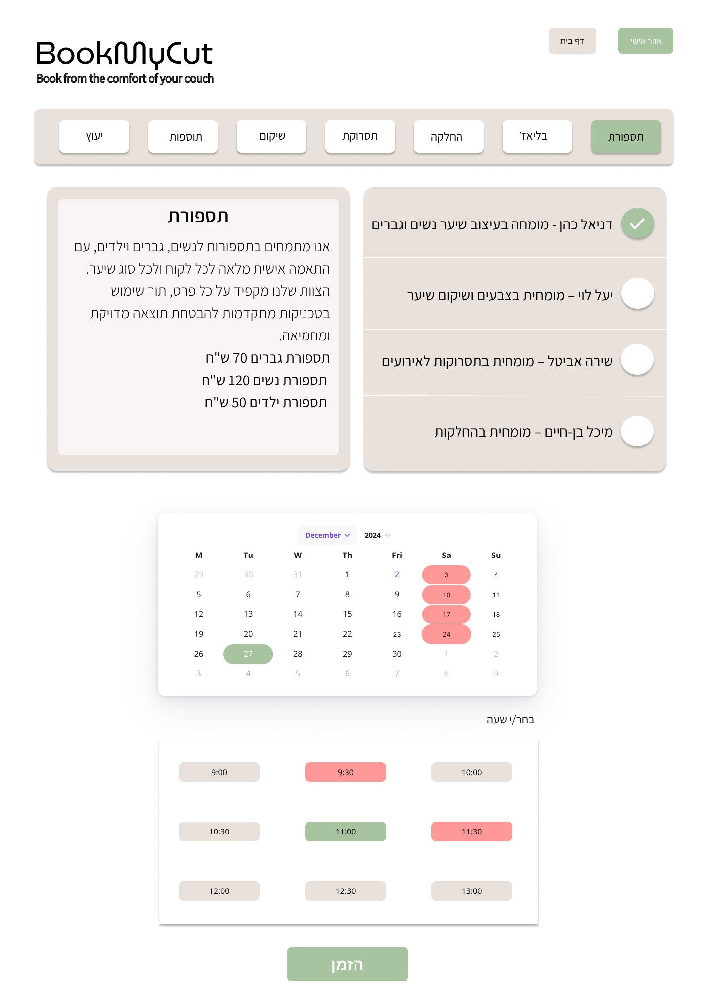 BookMyCut
Book from the comfort of your couch
אזור אישי
דף בית
תספורת
בליאז׳
החלקה
תסרוקת
שיקום
תוספות
יעוץ
דניאל כהן - מומחה בעיצוב שיער נשים וגברים
יעל לוי – מומחית בצבעים ושיקום שיער
שירה אביטל – מומחית בתסרוקות לאירועים
מיכל בן-חיים – מומחית בהחלקות
תספורת
אנו מתמחים בתספורות לנשים, גברים וילדים, עם
התאמה אישית מלאה לכל לקוח ולכל סוג שיער.
הצוות שלנו מקפיד על כל פרט, תוך שימוש
בטכניקות מתקדמות להבטחת תוצאה מדויקת
ומחמיאה.
תספורת גברים 70 ש"ח
תספורת נשים 120 ש"ח
תספורת ילדים 50 ש"ח
December 2024
M Tu W Th Fri Sa Su
29 30 31 1 2 3 4
5 6 7 8 9 10 11
12 13 14 15 16 17 18
19 20 21 22 23 24 25
26 27 28 29 30 1 2
3 4 5 6 7 8 9
בחר/י שעה
9:00 9:30 10:00
10:30 11:00 11:30
12:00 12:30 13:00
הזמן